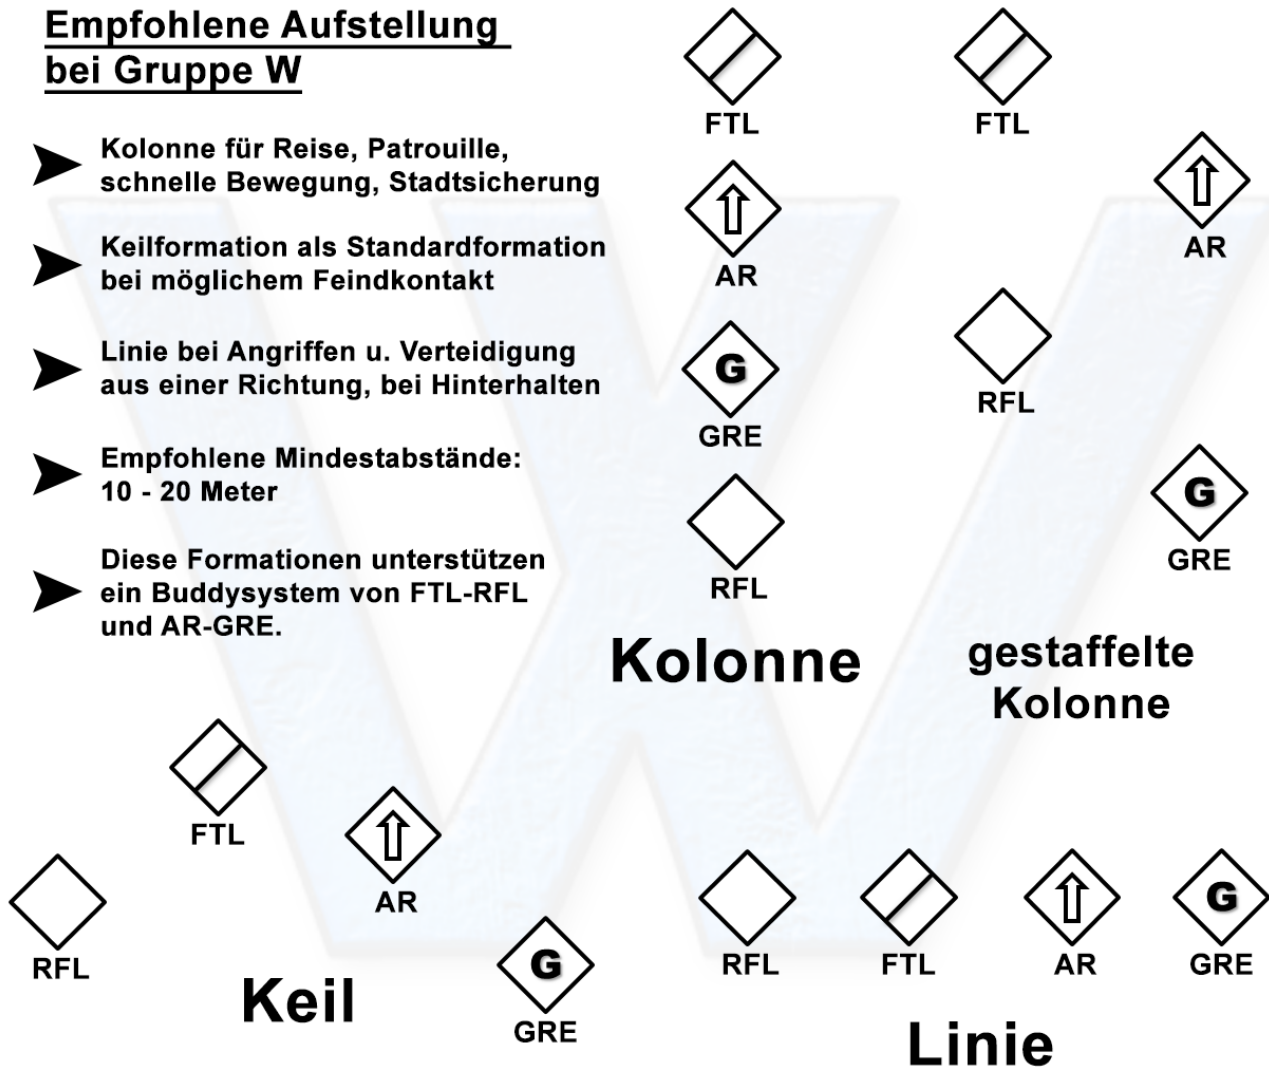 Empfohlene Aufstellung
bei Gruppe W
Kolonne für Reise, Patrouille,
schnelle Bewegung, Stadtsicherung
Keilformation als Standardformation
bei möglichem Feindkontakt
Linie bei Angriffen u. Verteidigung
aus einer Richtung, bei Hinterhalten
Empfohlene Mindestabstände:
10 - 20 Meter
Diese Formationen unterstützen
ein Buddysystem von FTL-RFL
und AR-GRE.
FTL
AR
G
GRE
RFL
Kolonne
FTL
AR
RFL
G
GRE
gestaffelte
Kolonne
FTL
AR
RFL
G
GRE
Keil
RFL
FTL
AR
G
GRE
Linie
W